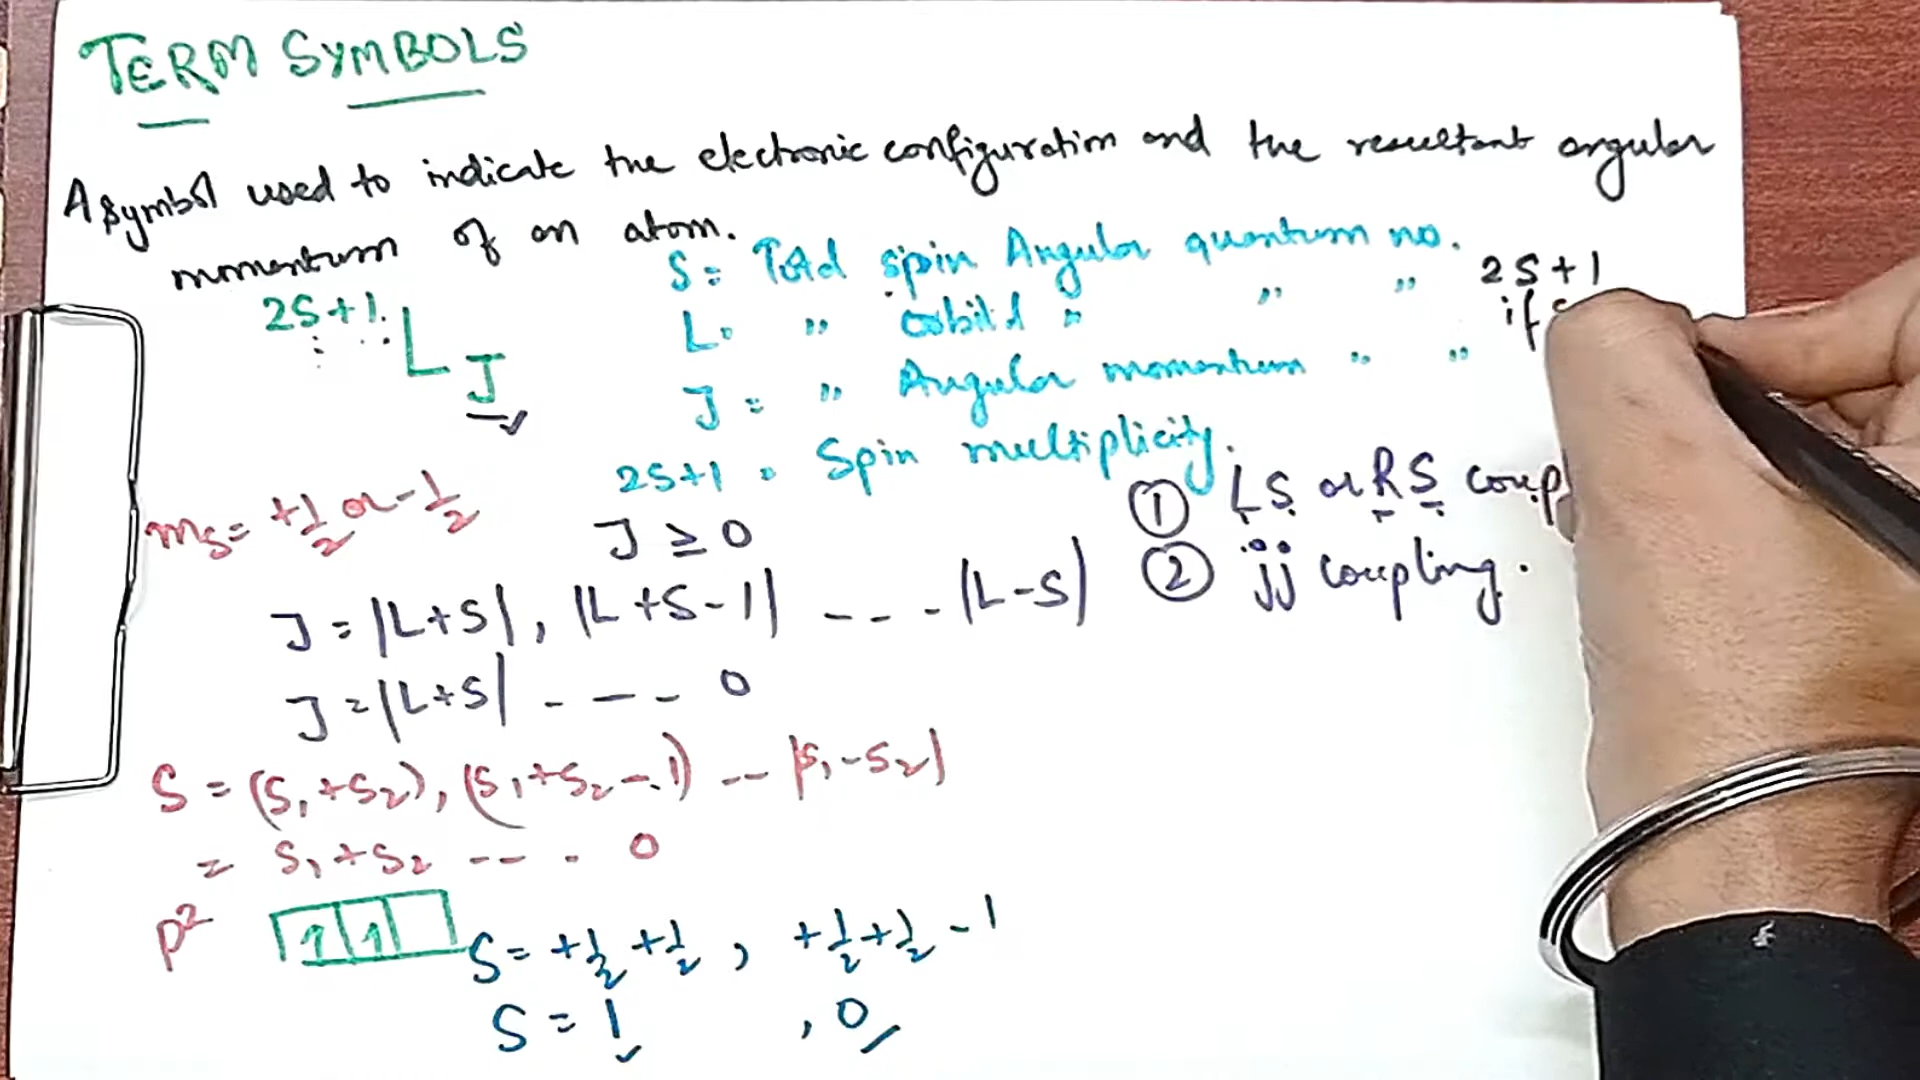 TERM SYMBOLS
A symbol used to indicate the electronic configuration and the resultant angular
momentum of an atom.
2S+1 L J
S = Total spin Angular quantum no.
L = " orbital " " "
J = " Angular momentum " "
2S+1 = Spin multiplicity.
2S+1
if
mₛ = +1/2 or -1/2
J ≥ 0
① LS or RS coup
② jj coupling.
J = |L+S|, |L+S-1| --- . |L-S|
J = |L+S| - - - 0
S = (S₁+S₂), (S₁+S₂-1) -- |S₁-S₂|
= S₁+S₂ -- - 0
p² 1 1
S = +1/2 +1/2 , +1/2+1/2 - 1
S = 1 , 0